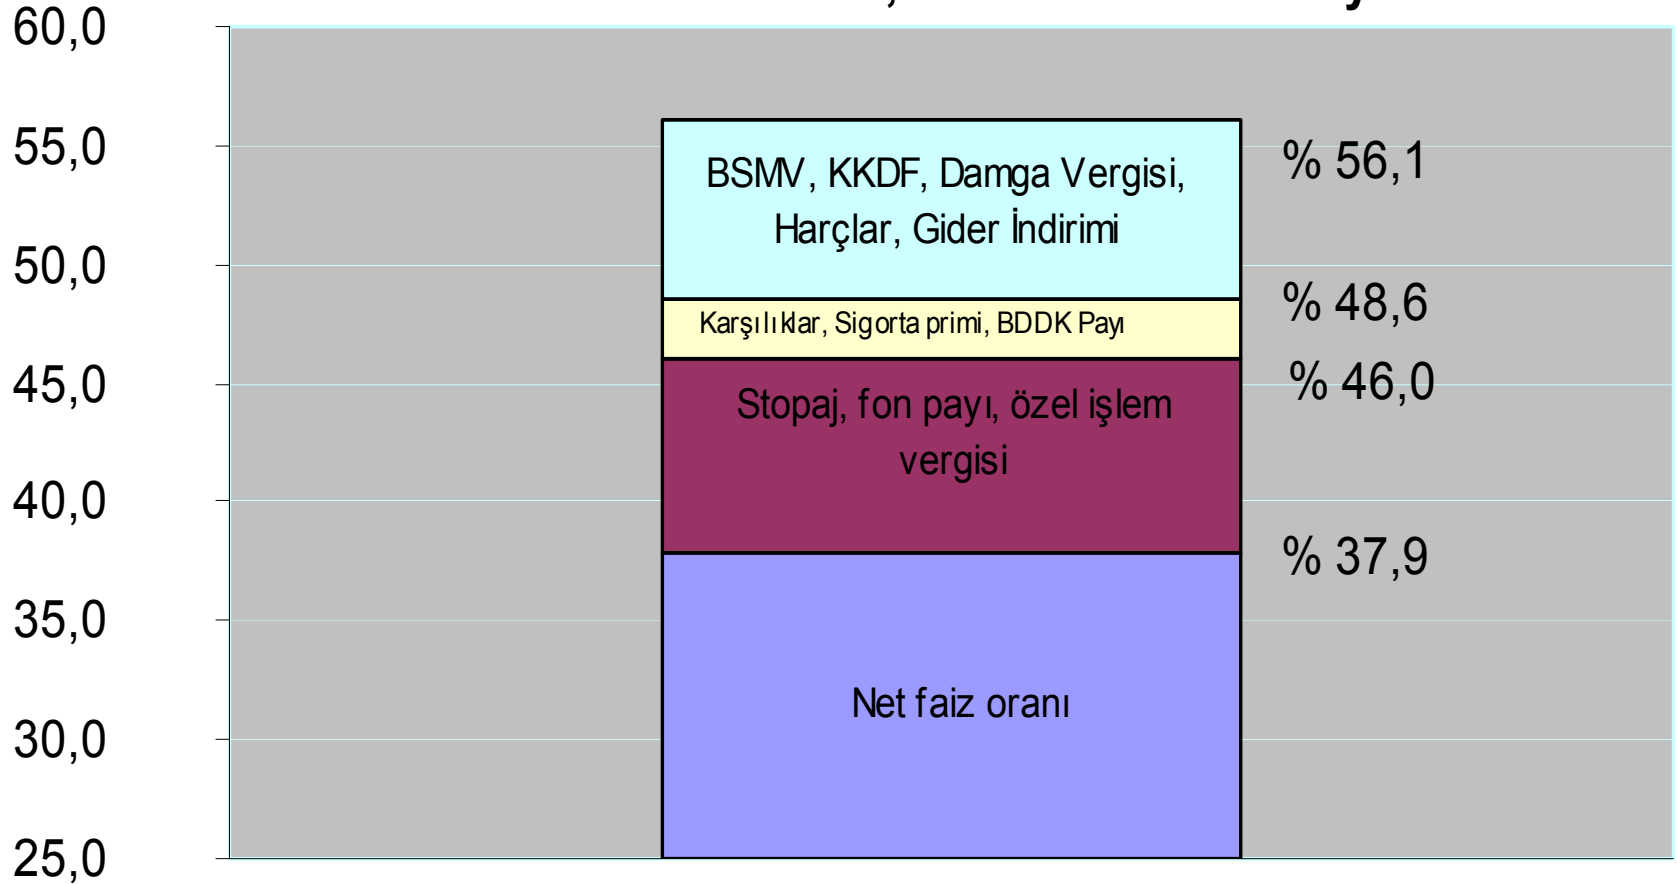 60,0
55,0
50,0
45,0
40,0
35,0
30,0
25,0
BSMV, KKDF, Damga Vergisi,
Harçlar, Gider İndirimi
Karşılıklar, Sigorta primi, BDDK Payı
Stopaj, fon payı, özel işlem
vergisi
Net faiz oranı
% 56,1
% 48,6
% 46,0
% 37,9